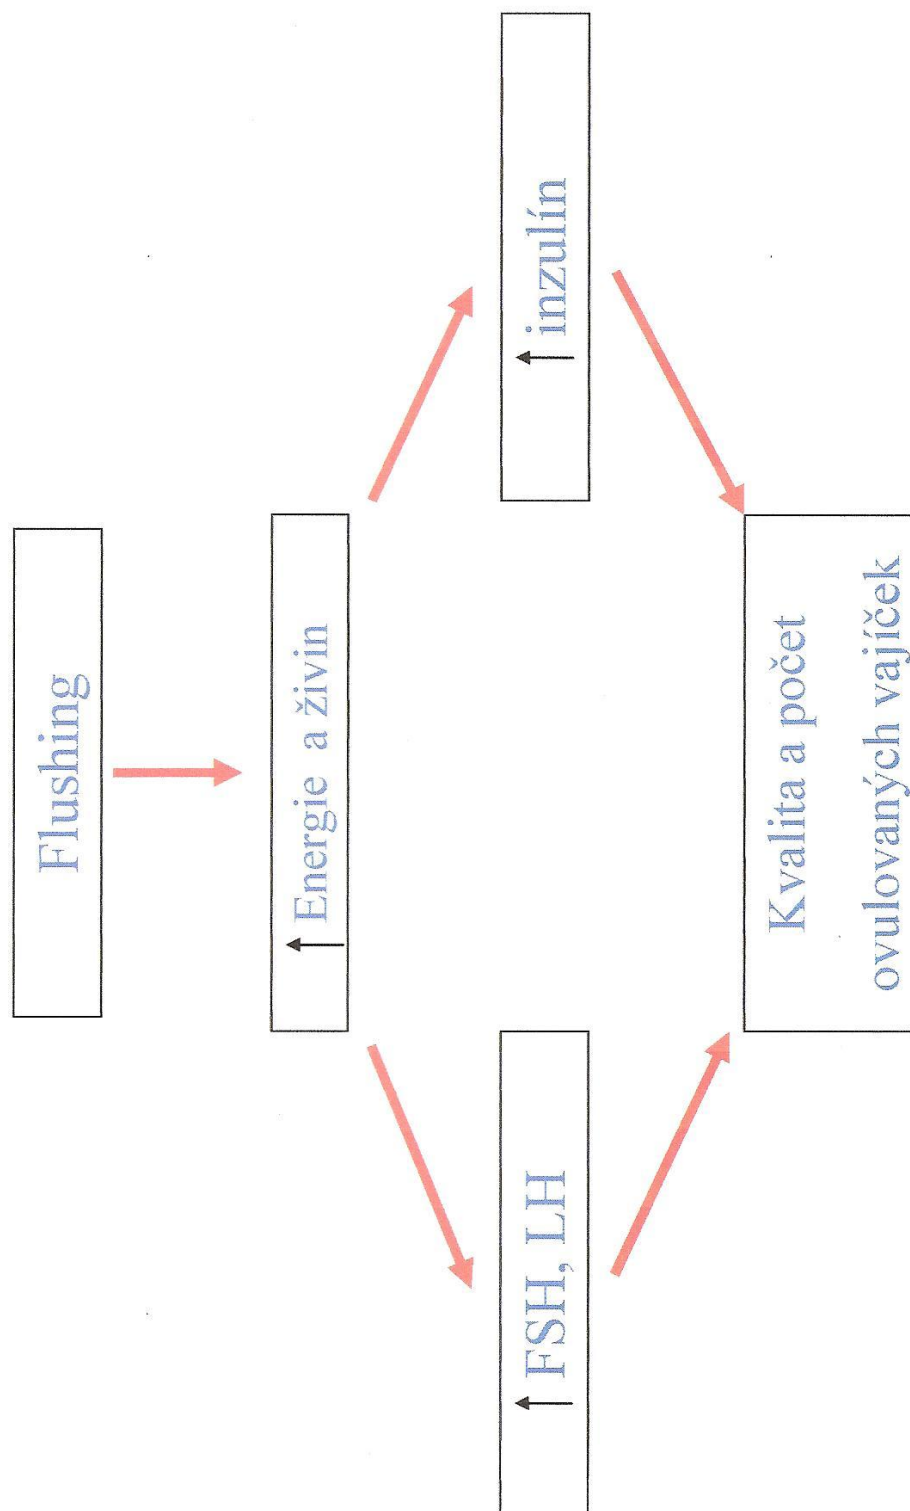 Flushing
↑ Energie a živin
↑ FSH, LH
↑ inzulín
Kvalita a počet
ovulovaných vajíček